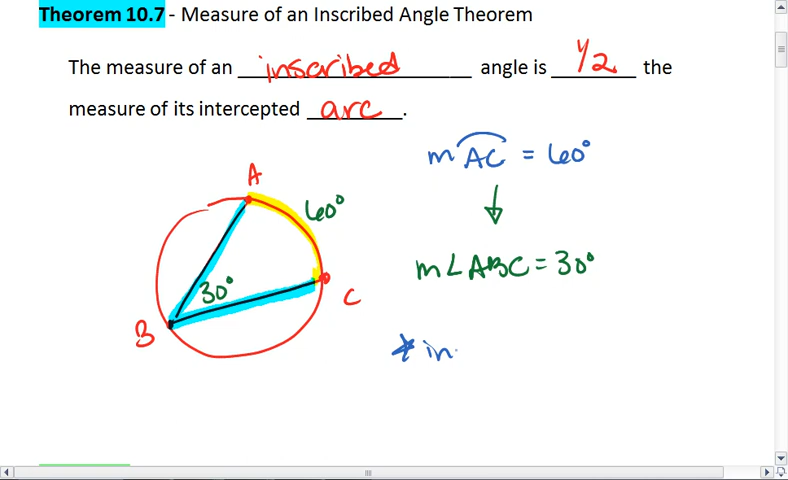 Theorem 10.7 - Measure of an Inscribed Angle Theorem
The measure of an inscribed angle is 1/2 the
measure of its intercepted arc.
mAC = 60°
A
60°
m∠ABC = 30°
30°
C
B
* in